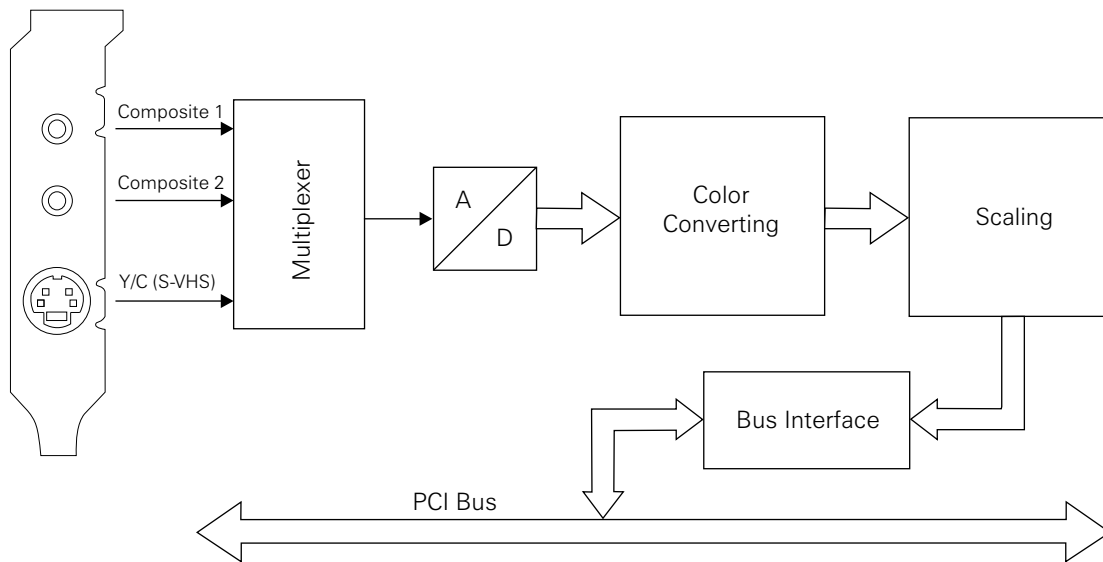 Composite 1
Composite 2
Y/C (S-VHS)
Multiplexer
A
D
Color
Converting
Scaling
Bus Interface
PCI Bus